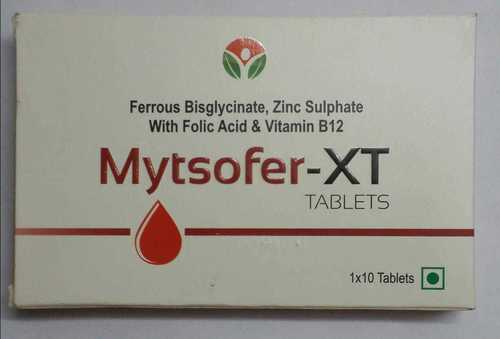 Ferrous Bisglycinate, Zinc Sulphate
With Folic Acid & Vitamin B12
Mytsofer-XT
TABLETS
1x10 Tablets